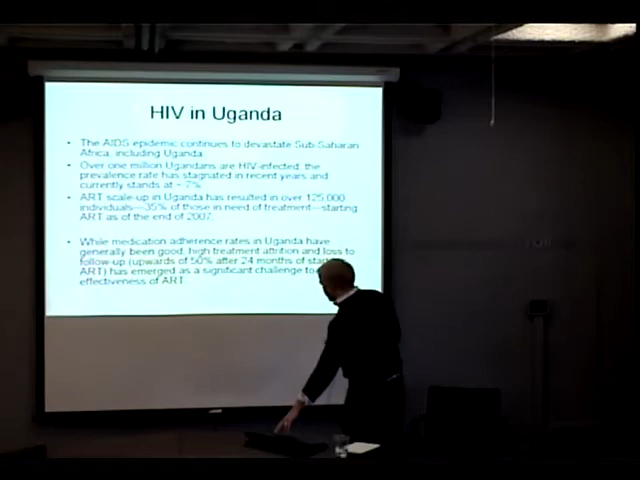 HIV in Uganda
• The AIDS epidemic continues to devastate Sub-Saharan
Africa, including Uganda.
• Over one million Ugandans are HIV-infected; the
prevalence rate has stagnated in recent years and
currently stands at ~ 7%.
• ART scale-up in Uganda has resulted in over 125,000
individuals—35% of those in need of treatment—starting
ART as of the end of 2007.
• While medication adherence rates in Uganda have
generally been good, high treatment attrition and loss to
follow-up (upwards of 50% after 24 months of
ART) has emerged as a significant challenge to
effectiveness of ART.